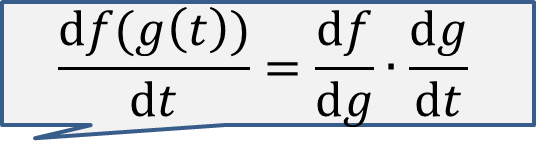 df(g(t))/dt = df/dg · dg/dt